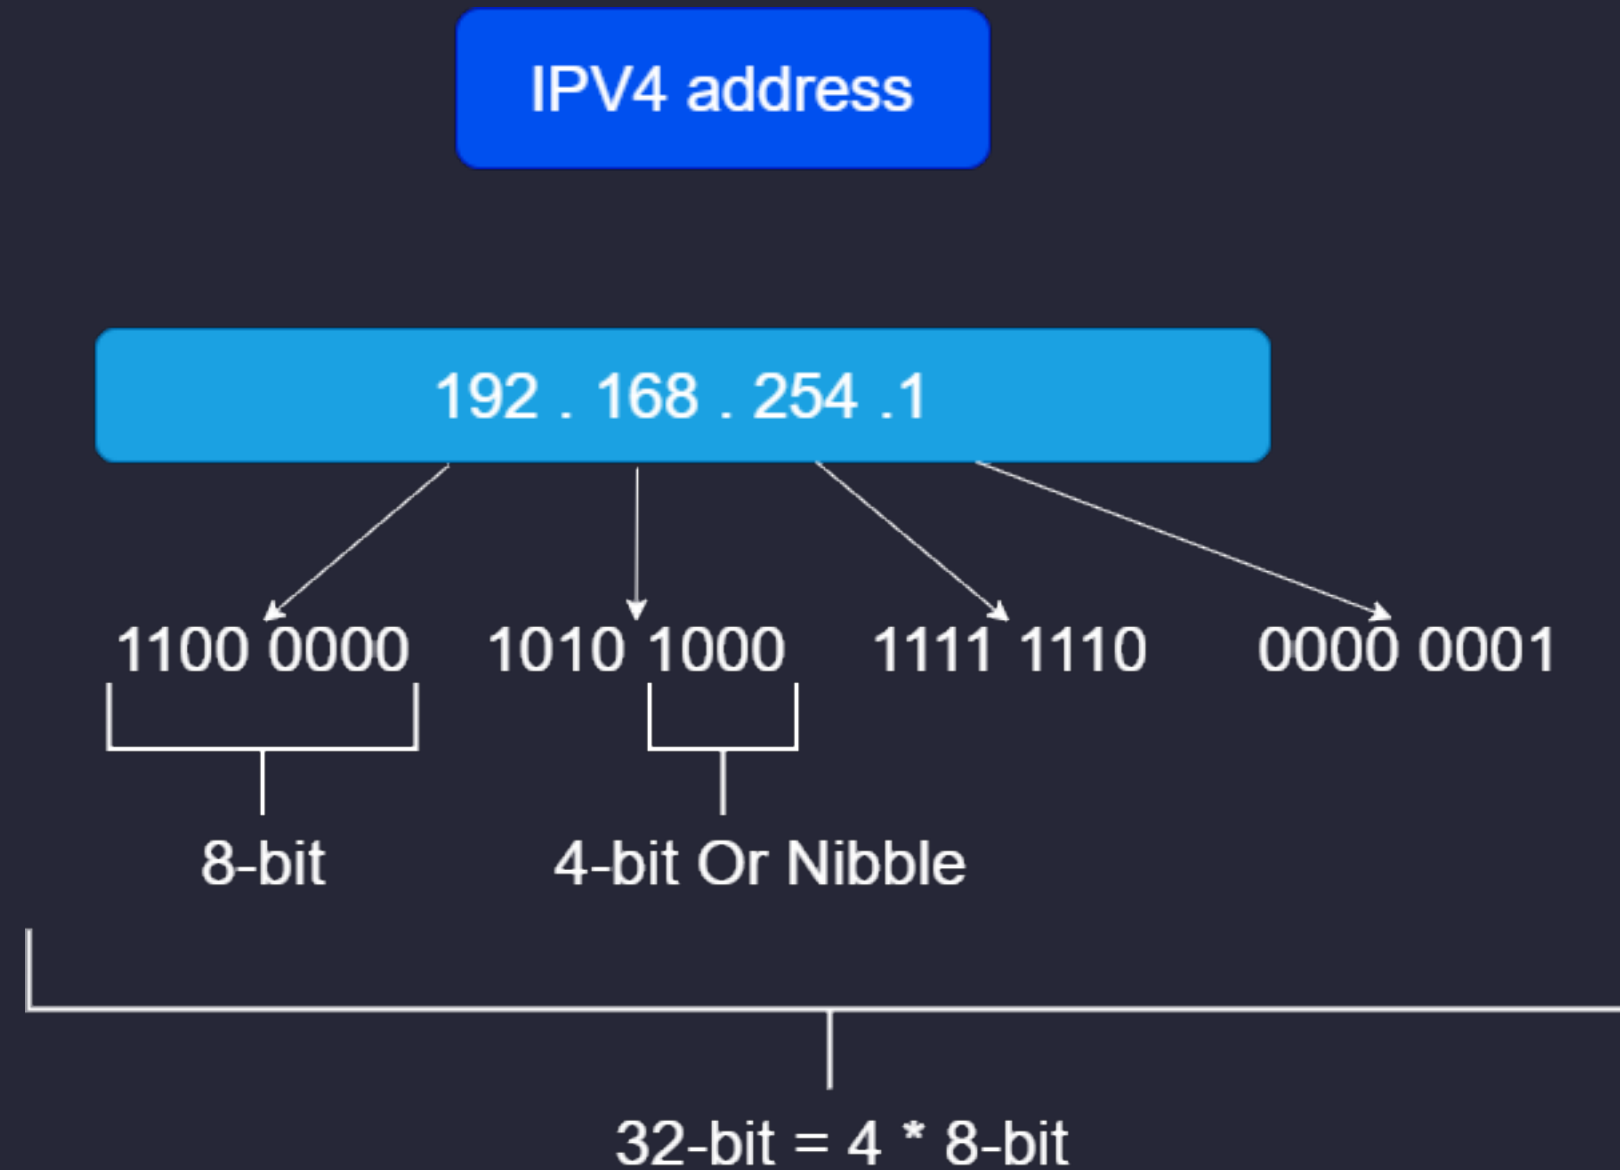 IPV4 address
192 . 168 . 254 .1
1100 0000 1010 1000 1111 1110 0000 0001
8-bit 4-bit Or Nibble
32-bit = 4 * 8-bit